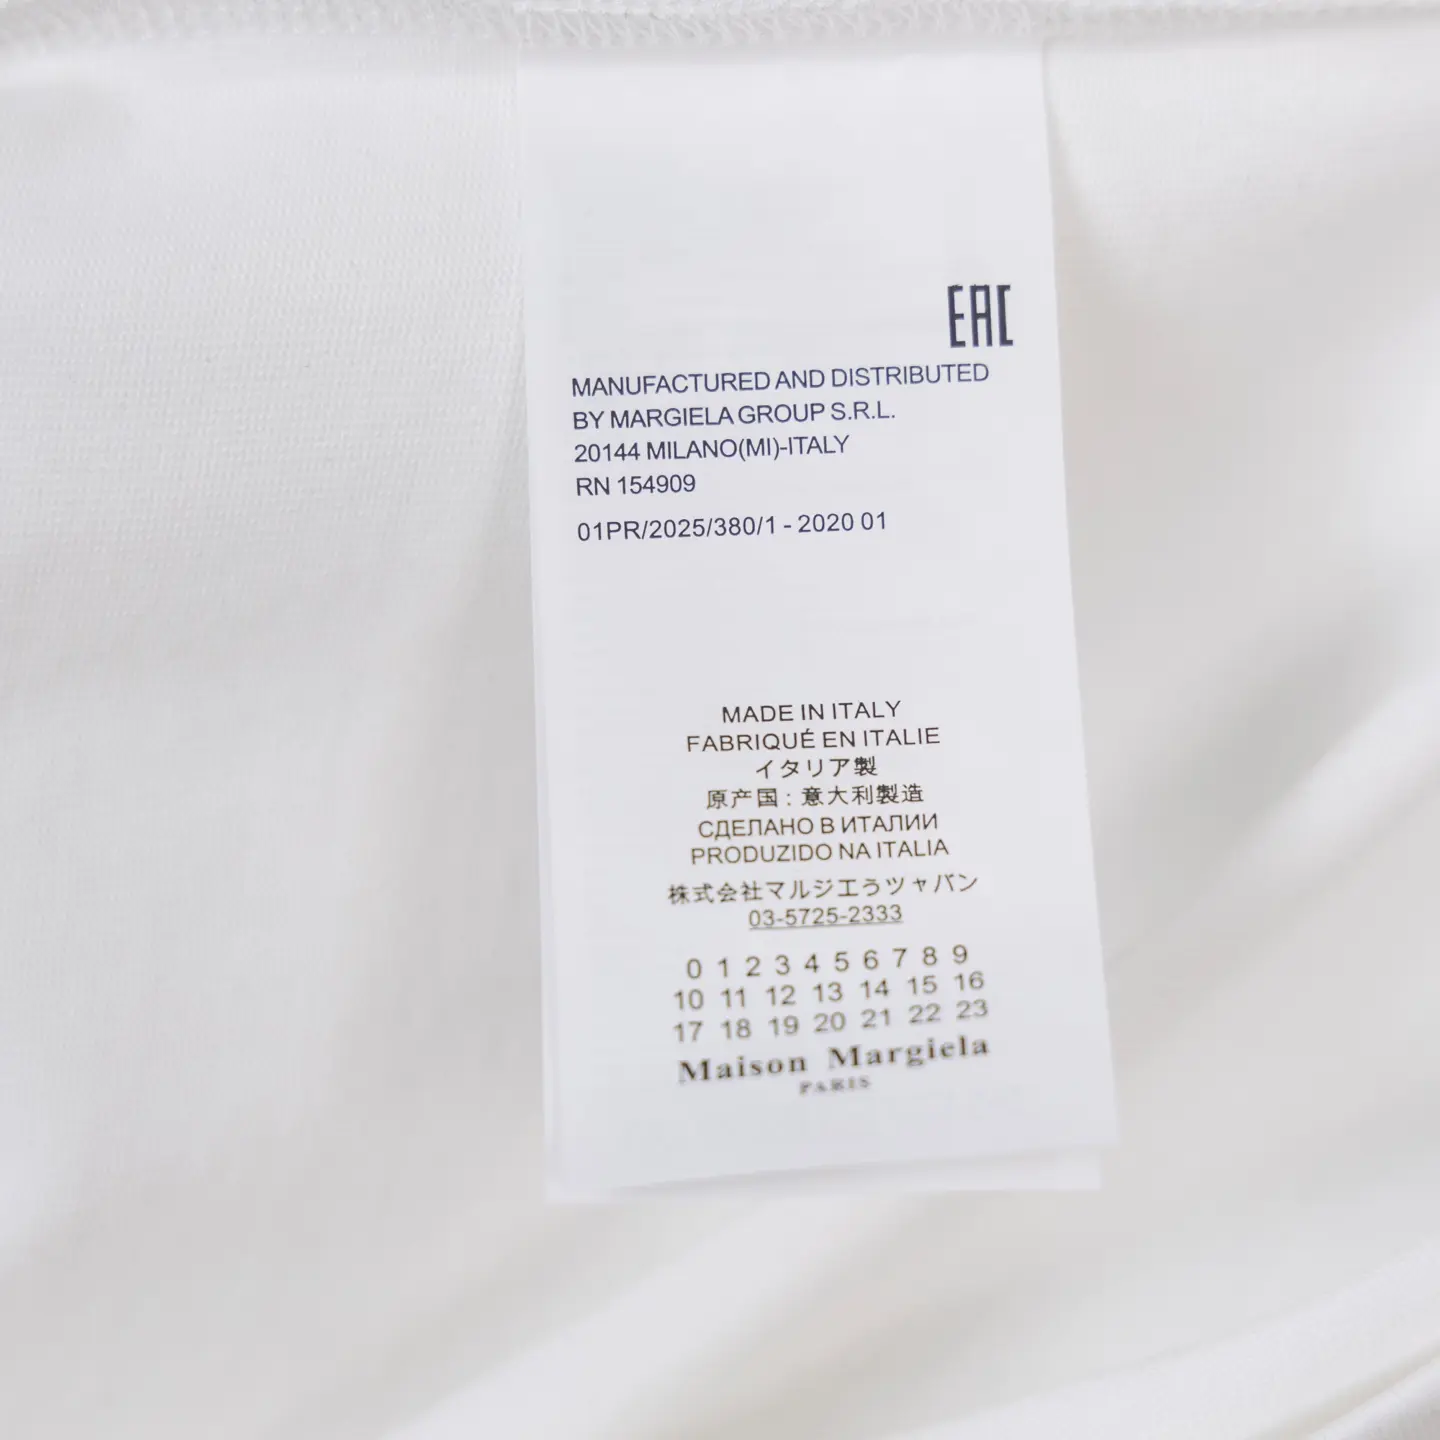 EAC
MANUFACTURED AND DISTRIBUTED
BY MARGIELA GROUP S.R.L.
20144 MILANO(MI)-ITALY
RN 154909
01PR/2025/380/1 - 2020 01
MADE IN ITALY
FABRIQUÉ EN ITALIE
イタリア製
原产国：意大利製造
СДЕЛАНО В ИТАЛИИ
PRODUZIDO NA ITALIA
株式会社マルジエぅツャバン
03-5725-2333
0 1 2 3 4 5 6 7 8 9
10 11 12 13 14 15 16
17 18 19 20 21 22 23
Maison Margiela
PARIS